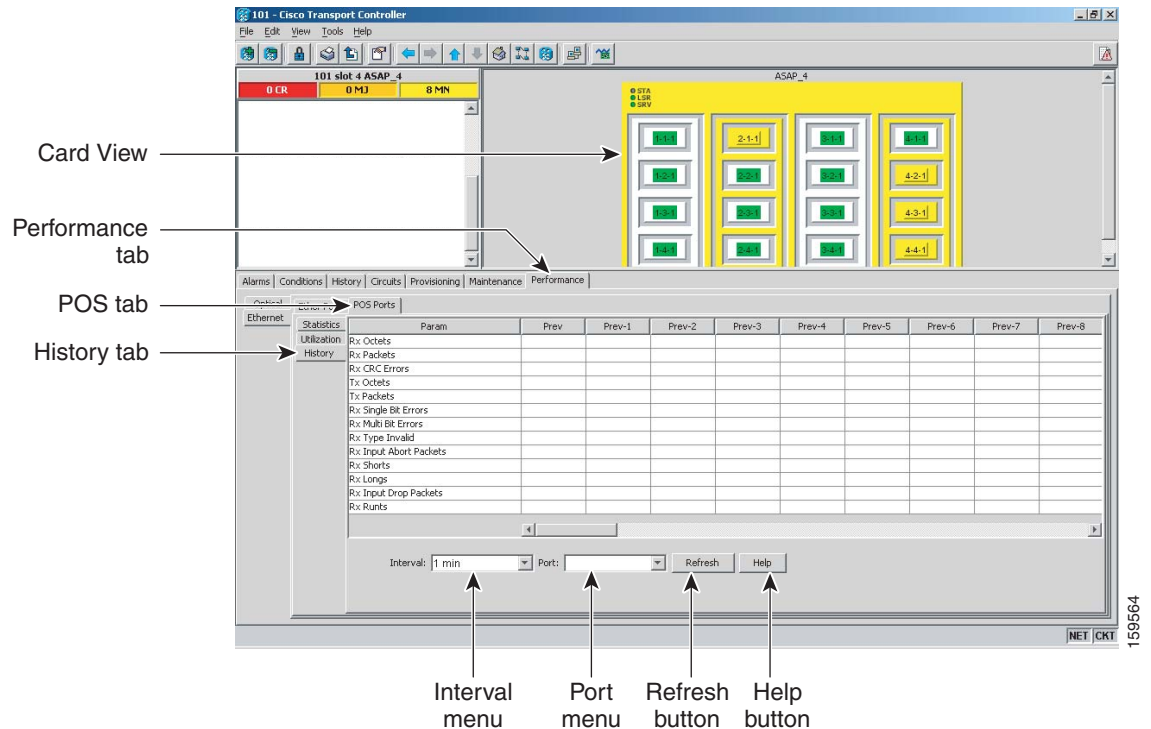 101 - Cisco Transport Controller
File Edit View Tools Help
101 slot 4 ASAP_4
0 CR 0 MJ 8 MN
ASAP_4
STA
LSR
SRV
1-1-1 2-1-1 3-1-1 4-1-1
1-2-1 2-2-1 3-2-1 4-2-1
1-3-1 2-3-1 3-3-1 4-3-1
1-4-1 2-4-1 3-4-1 4-4-1
Card View
Performance
tab
POS tab
History tab
Alarms Conditions History Circuits Provisioning Maintenance Performance
Optical
Ethernet
POS Ports
Statistics
Utilization
History
Param Prev Prev-1 Prev-2 Prev-3 Prev-4 Prev-5 Prev-6 Prev-7 Prev-8
Rx Octets
Rx Packets
Rx CRC Errors
Tx Octets
Tx Packets
Rx Single Bit Errors
Rx Multi Bit Errors
Rx Type Invalid
Rx Input Abort Packets
Rx Shorts
Rx Longs
Rx Input Drop Packets
Rx Runts
Interval: 1 min Port: Refresh Help
NET CKT
159564
Interval
menu
Port
menu
Refresh
button
Help
button